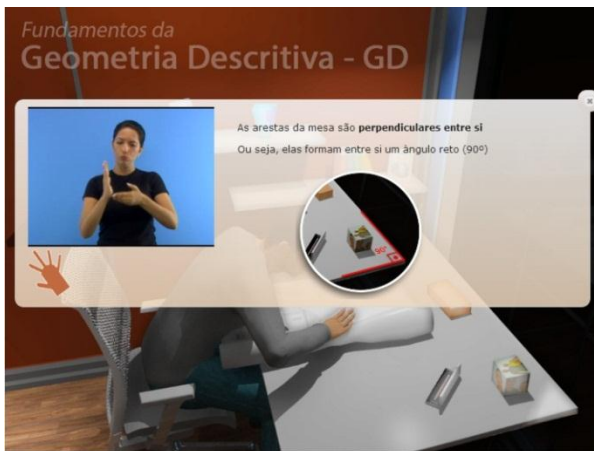 Fundamentos da
Geometria Descritiva - GD
As arestas da mesa são perpendiculares entre si
Ou seja, elas formam entre si um ângulo reto (90º)
90°